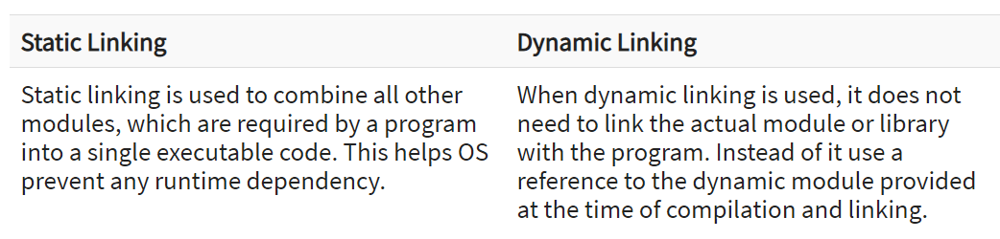 Static Linking
Dynamic Linking
Static linking is used to combine all other
modules, which are required by a program
into a single executable code. This helps OS
prevent any runtime dependency.
When dynamic linking is used, it does not
need to link the actual module or library
with the program. Instead of it use a
reference to the dynamic module provided
at the time of compilation and linking.